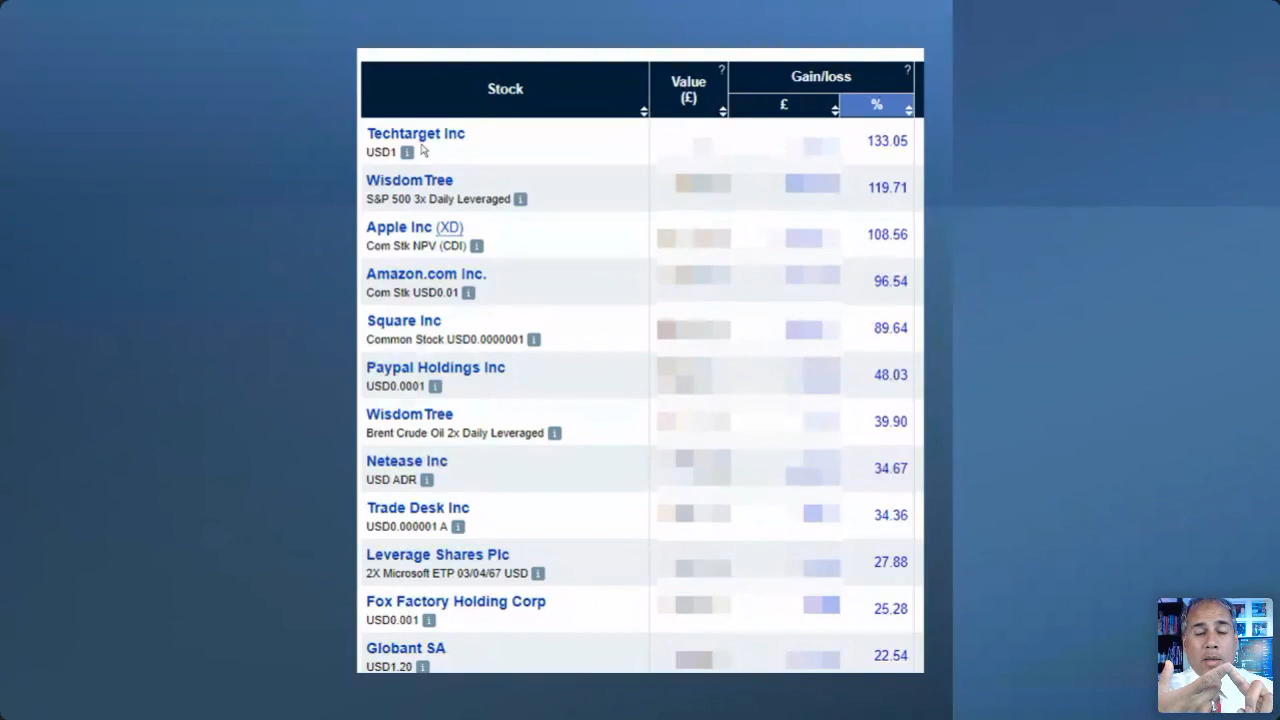 Stock
Value
(£)
?
Gain/loss
?
£
%
Techtarget Inc
USD1 i
133.05
WisdomTree
S&P 500 3x Daily Leveraged i
119.71
Apple Inc (XD)
Com Stk NPV (CDI) i
108.56
Amazon.com Inc.
Com Stk USD0.01 i
96.54
Square Inc
Common Stock USD0.0000001 i
89.64
Paypal Holdings Inc
USD0.0001 i
48.03
WisdomTree
Brent Crude Oil 2x Daily Leveraged i
39.90
Netease Inc
USD ADR i
34.67
Trade Desk Inc
USD0.000001 A i
34.36
Leverage Shares Plc
2X Microsoft ETP 03/04/67 USD i
27.88
Fox Factory Holding Corp
USD0.001 i
25.28
Globant SA
USD1.20 i
22.54